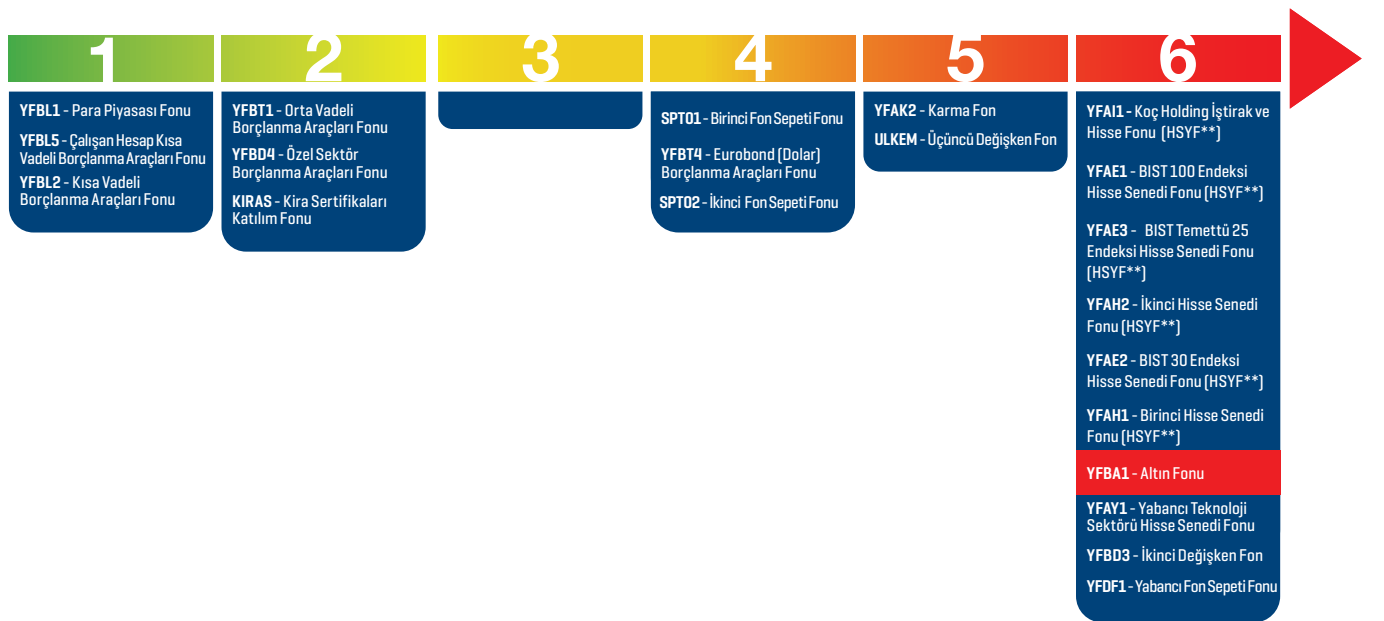 1
YFBL1 - Para Piyasası Fonu
YFBL5 - Çalışan Hesap Kısa
Vadeli Borçlanma Araçları Fonu
YFBL2 - Kısa Vadeli
Borçlanma Araçları Fonu
2
YFBT1 - Orta Vadeli
Borçlanma Araçları Fonu
YFBD4 - Özel Sektör
Borçlanma Araçları Fonu
KIRAS - Kira Sertifikaları
Katılım Fonu
3
4
SPT01 - Birinci Fon Sepeti Fonu
YFBT4 - Eurobond (Dolar)
Borçlanma Araçları Fonu
SPT02 - İkinci Fon Sepeti Fonu
5
YFAK2 - Karma Fon
ULKEM - Üçüncü Değişken Fon
6
YFAI1 - Koç Holding İştirak ve
Hisse Fonu (HSYF**)
YFAE1 - BIST 100 Endeksi
Hisse Senedi Fonu (HSYF**)
YFAE3 - BIST Temettü 25
Endeksi Hisse Senedi Fonu
(HSYF**)
YFAH2 - İkinci Hisse Senedi
Fonu (HSYF**)
YFAE2 - BIST 30 Endeksi
Hisse Senedi Fonu (HSYF**)
YFAH1 - Birinci Hisse Senedi
Fonu (HSYF**)
YFBA1 - Altın Fonu
YFAY1 - Yabancı Teknoloji
Sektörü Hisse Senedi Fonu
YFBD3 - İkinci Değişken Fon
YFDF1 - Yabancı Fon Sepeti Fonu